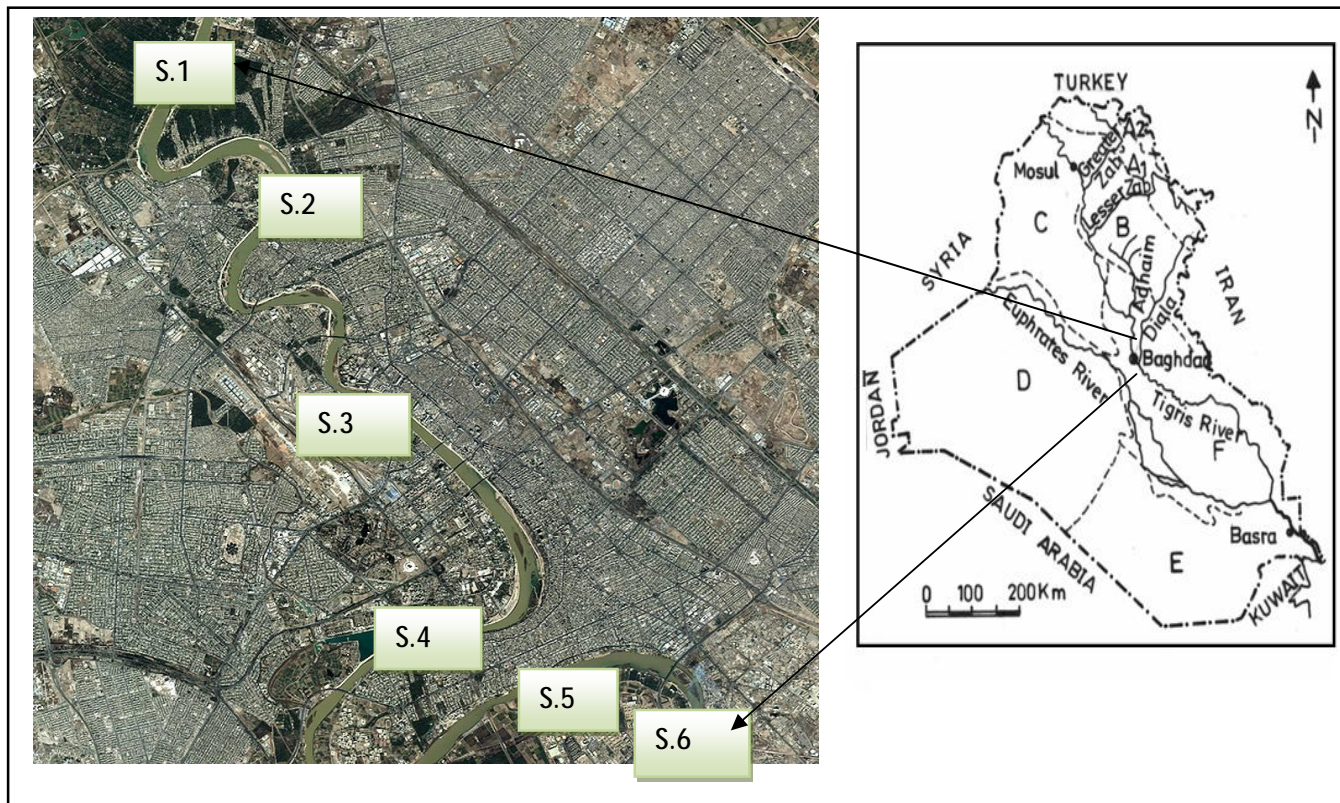 S.1
S.2
S.3
S.4
S.5
S.6
TURKEY
N
Mosul
Greater
Zab
A2
A1
Lesser Zab
B
C
SYRIA
IRAN
Adhaim
Diala
Euphrates River
Baghdad
D
Tigris River
F
JORDAN
SAUDI ARABIA
Basra
E
KUWAIT
0 100 200Km